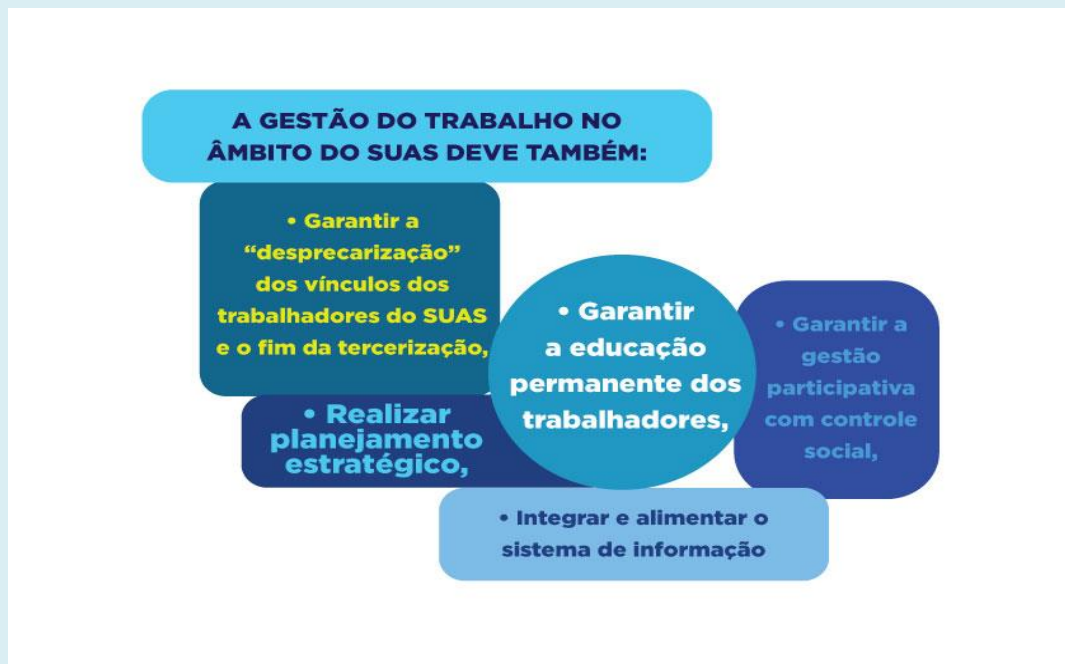 A GESTÃO DO TRABALHO NO
ÂMBITO DO SUAS DEVE TAMBÉM:
• Garantir a
“desprecarização”
dos vínculos dos
trabalhadores do SUAS
e o fim da tercerização,
• Realizar
planejamento
estratégico,
• Garantir
a educação
permanente dos
trabalhadores,
• Garantir a
gestão
participativa
com controle
social,
• Integrar e alimentar o
sistema de informação